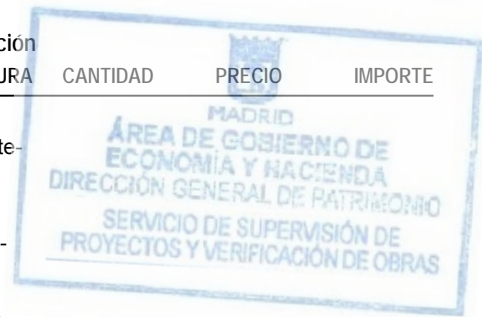 ción
URA CANTIDAD PRECIO IMPORTE
MADRID
te-
ÁREA DE GOBIERNO DE
ECONOMÍA Y HACIENDA
DIRECCIÓN GENERAL DE PATRIMONIO
SERVICIO DE SUPERVISIÓN DE
-
PROYECTOS Y VERIFICACIÓN DE OBRAS